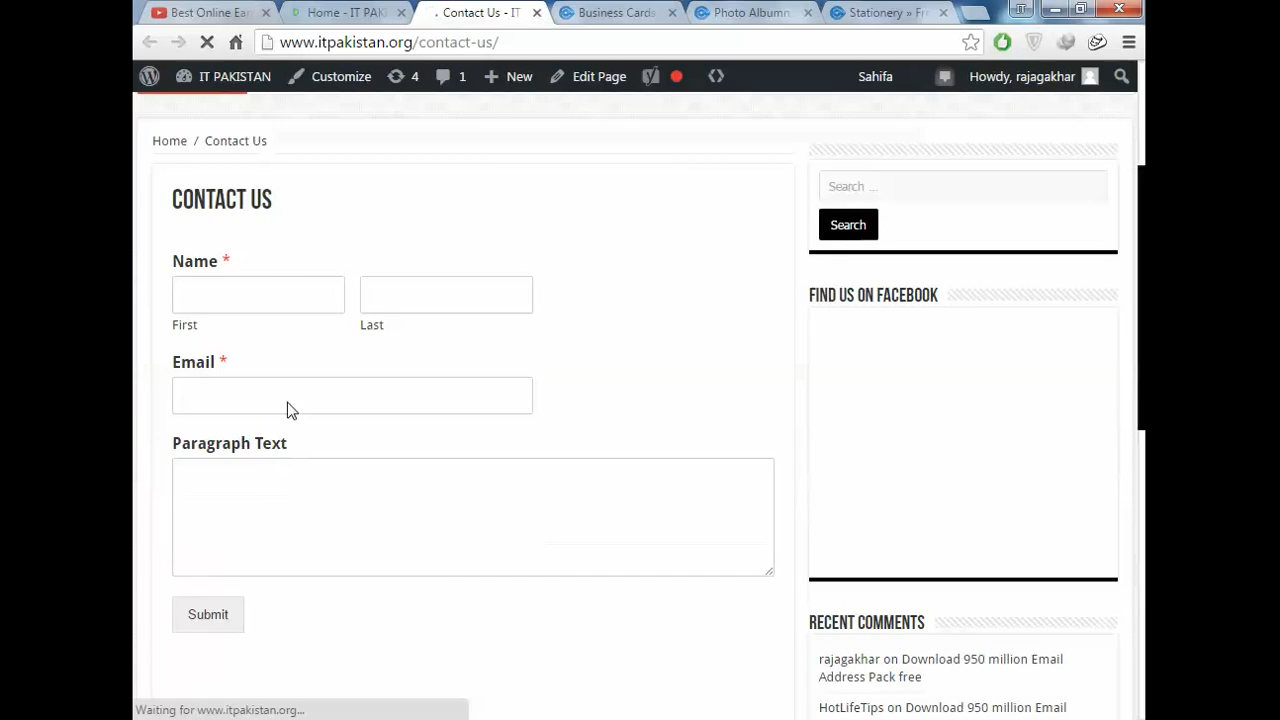 Best Online Ear
Home - IT PAKI
Contact Us - IT
Business Cards
Photo Albumn
Stationery » Fr
www.itpakistan.org/contact-us/
IT PAKISTAN
Customize
4
1
New
Edit Page
Sahifa
Howdy, rajagakhar
Home / Contact Us
CONTACT US
Name *
First
Last
Email *
Paragraph Text
Submit
Search ...
Search
FIND US ON FACEBOOK
RECENT COMMENTS
rajagakhar on Download 950 million Email
Address Pack free
HotLifeTips on Download 950 million Email
Waiting for www.itpakistan.org...